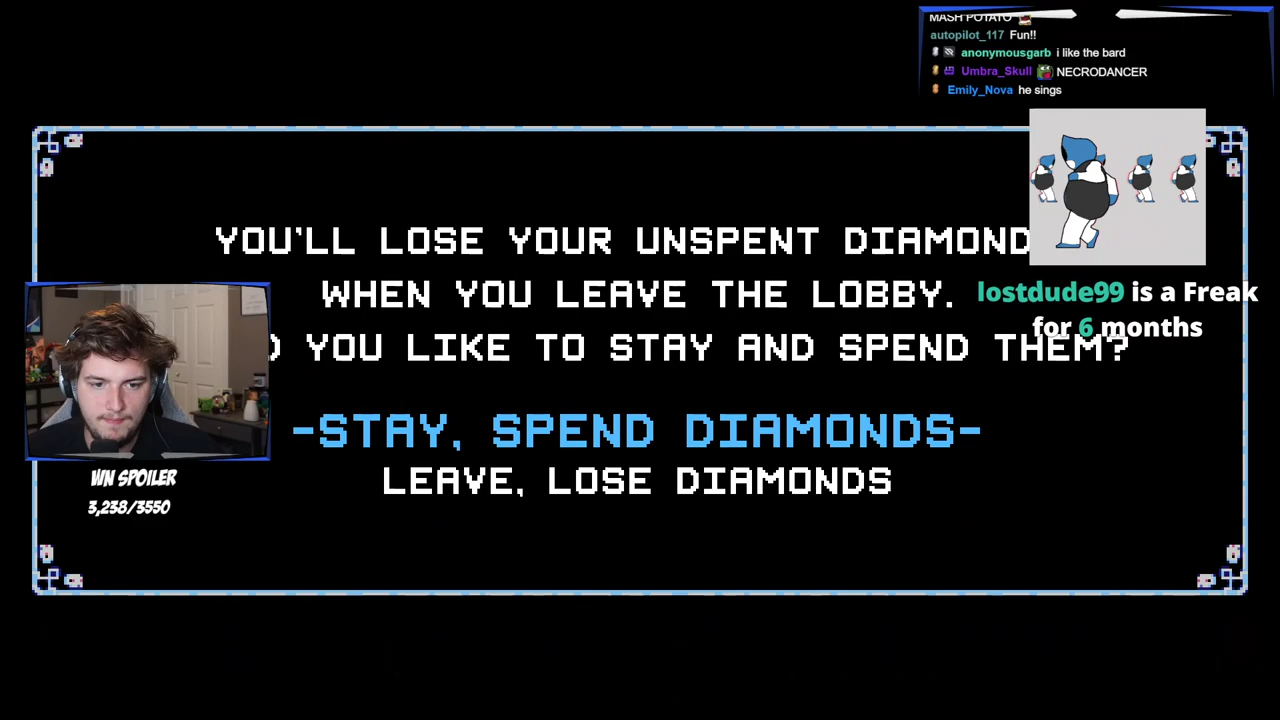 MASH POTATO
autopilot_117 Fun!!
anonymousgarb i like the bard
Umbra_Skull NECRODANCER
Emily_Nova he sings
YOU'LL LOSE YOUR UNSPENT DIAMOND
WHEN YOU LEAVE THE LOBBY.
YOU LIKE TO STAY AND SPEND THEM?
-STAY, SPEND DIAMONDS-
LEAVE, LOSE DIAMONDS
lostdude99 is a Freak
for 6 months
WN SPOILER
3,238/3550